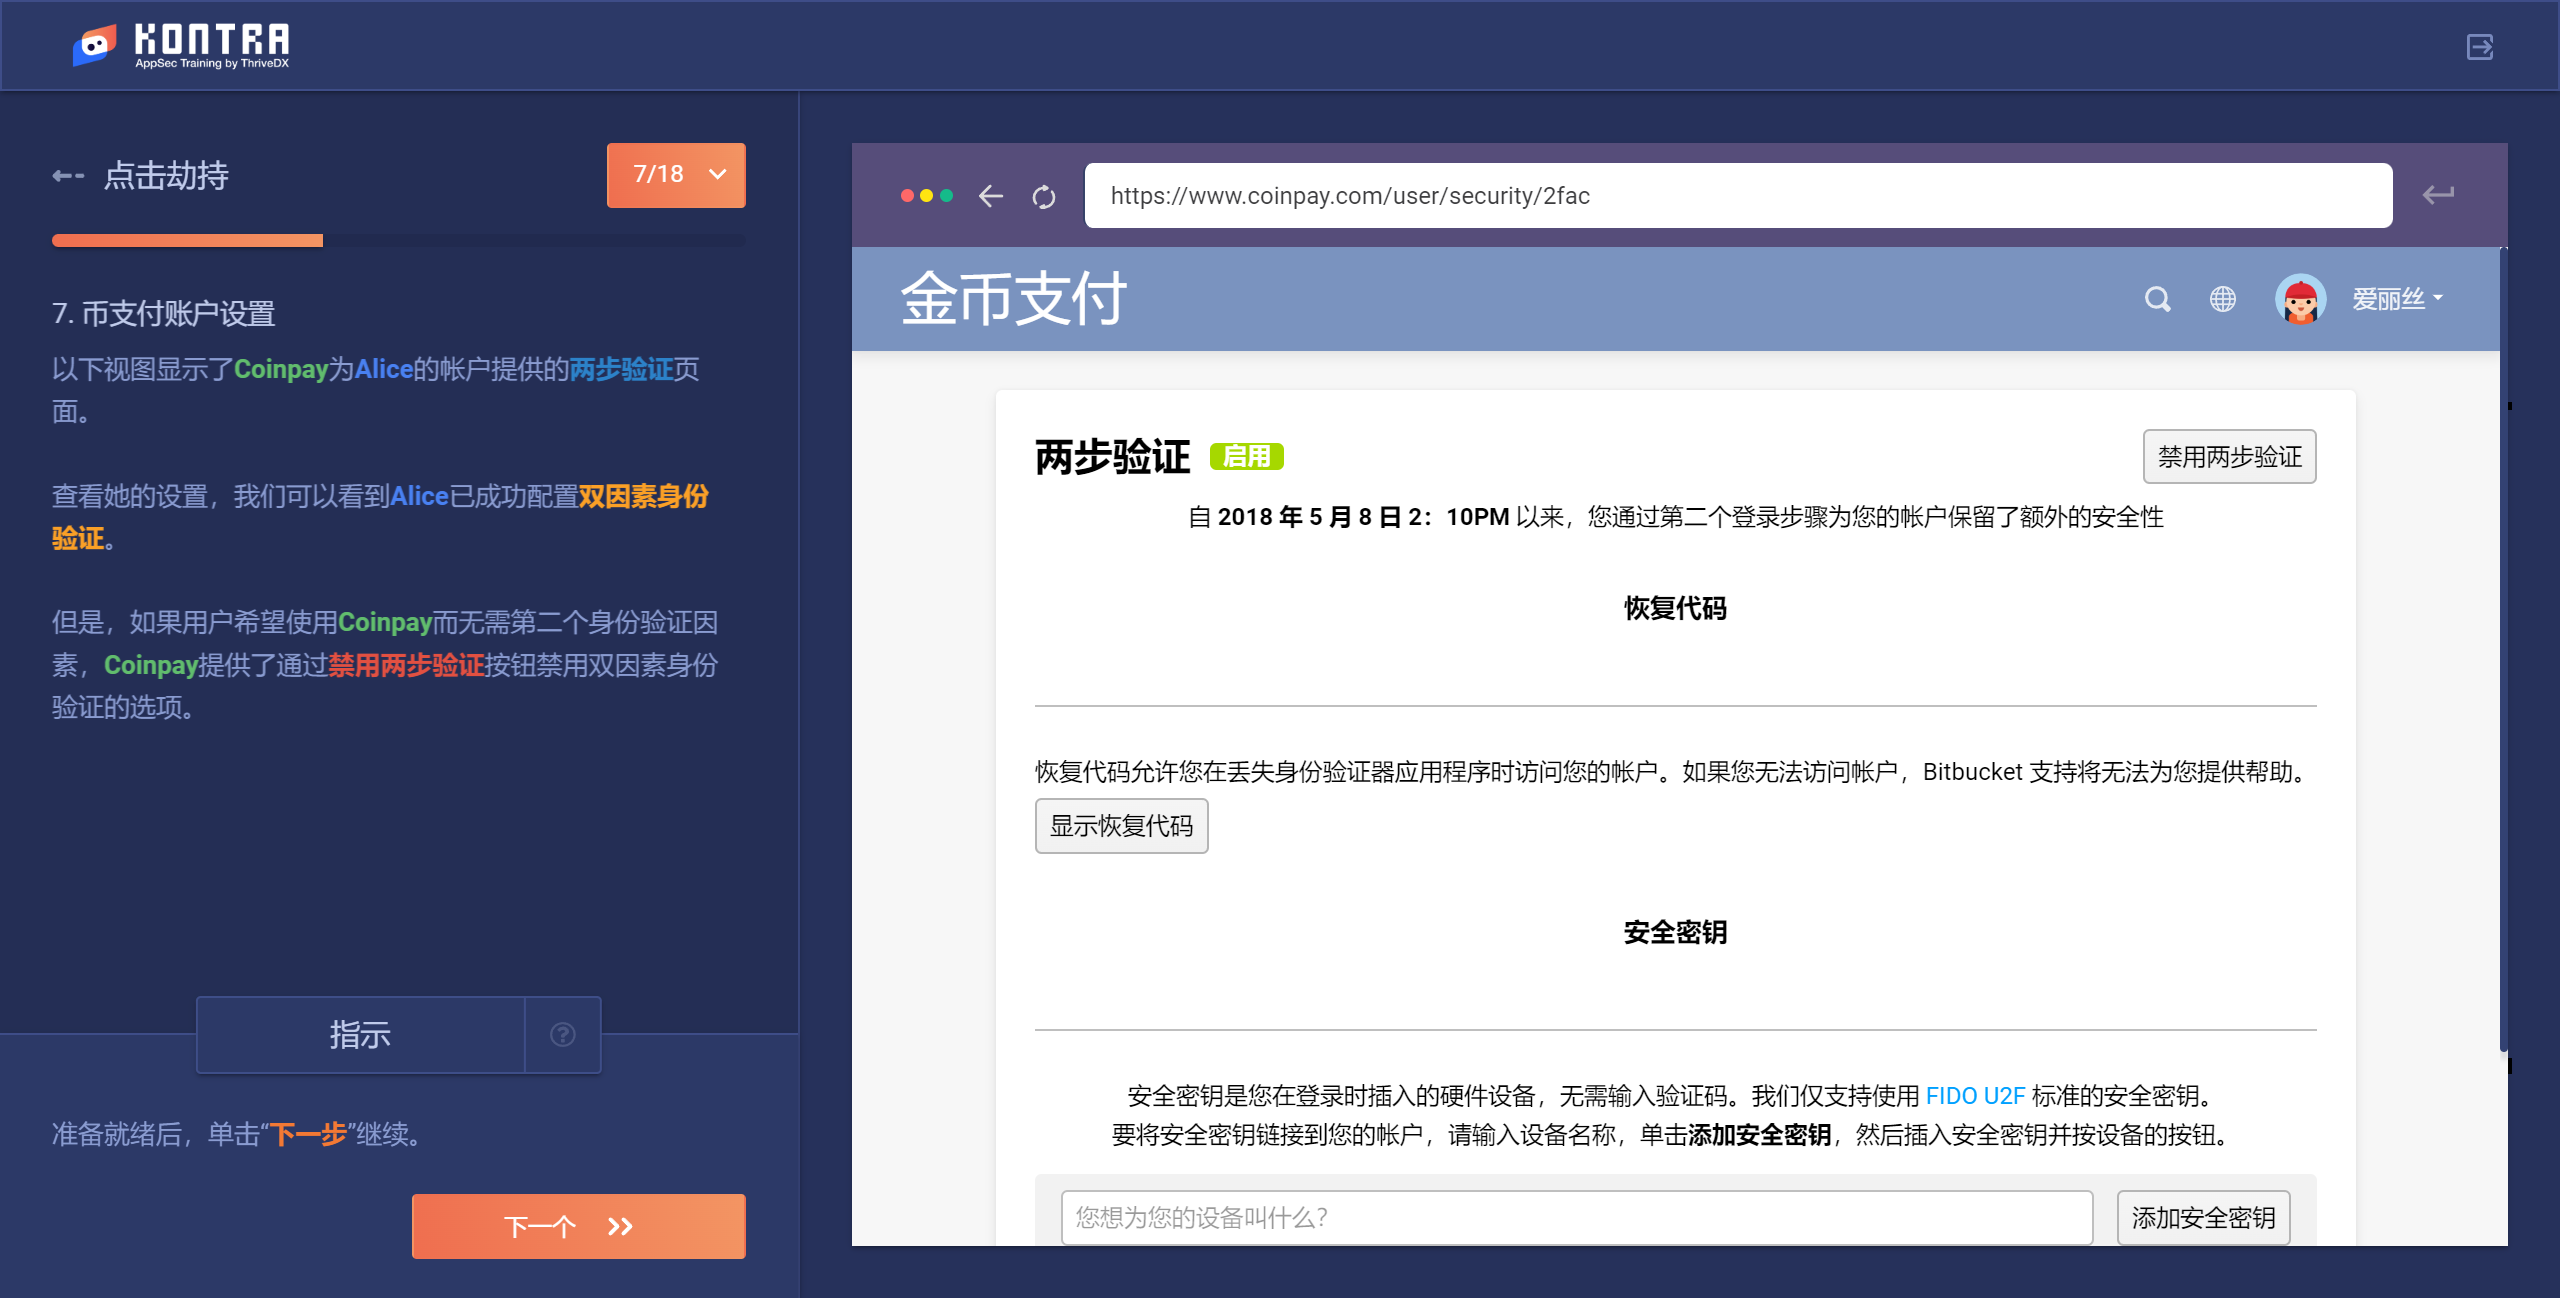 KONTRA
AppSec Training by ThriveDX
点击劫持
7/18
7. 币支付账户设置
以下视图显示了Coinpay为Alice的帐户提供的两步验证页
面。
查看她的设置，我们可以看到Alice已成功配置双因素身份
验证。
但是，如果用户希望使用Coinpay而无需第二个身份验证因
素，Coinpay提供了通过禁用两步验证按钮禁用双因素身份
验证的选项。
指示
准备就绪后，单击“下一步”继续。
下一个
https://www.coinpay.com/user/security/2fac
金币支付
爱丽丝
两步验证 启用
禁用两步验证
自 2018 年 5 月 8 日 2：10PM 以来，您通过第二个登录步骤为您的帐户保留了额外的安全性
恢复代码
恢复代码允许您在丢失身份验证器应用程序时访问您的帐户。如果您无法访问帐户，Bitbucket 支持将无法为您提供帮助。
显示恢复代码
安全密钥
安全密钥是您在登录时插入的硬件设备，无需输入验证码。我们仅支持使用 FIDO U2F 标准的安全密钥。
要将安全密钥链接到您的帐户，请输入设备名称，单击添加安全密钥，然后插入安全密钥并按设备的按钮。
您想为您的设备叫什么？
添加安全密钥